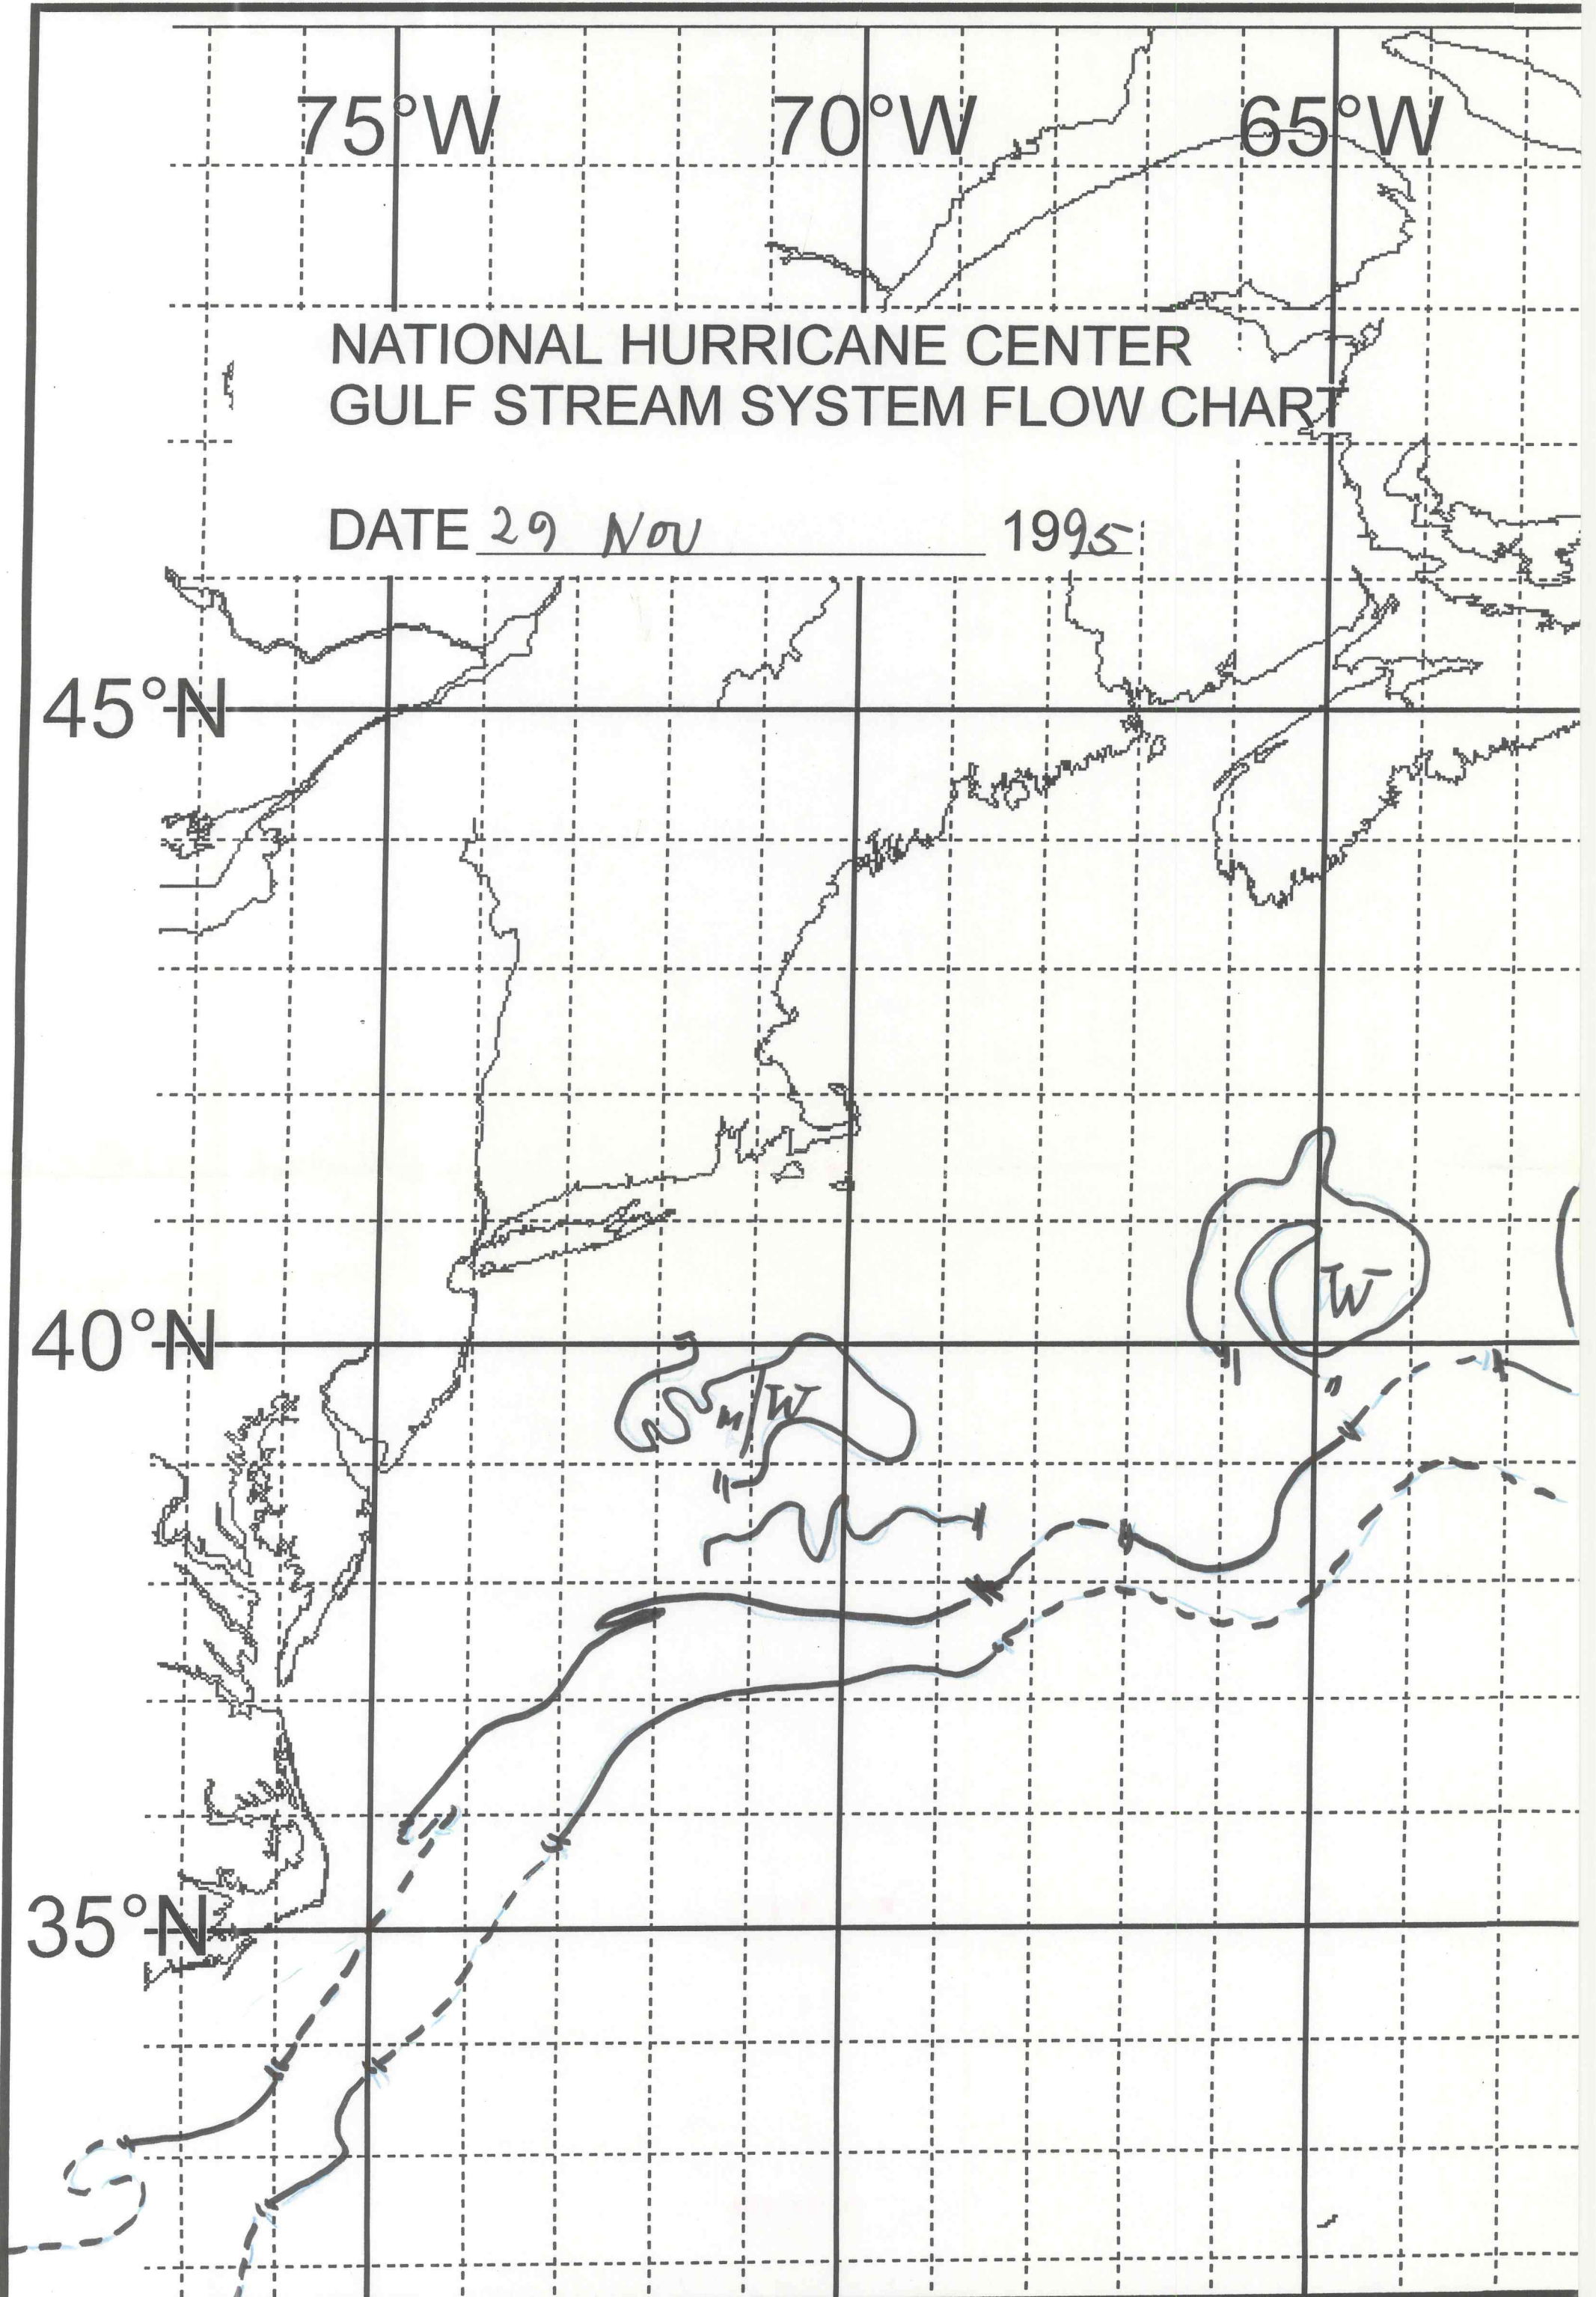 75°W 70°W 65°W
NATIONAL HURRICANE CENTER
GULF STREAM SYSTEM FLOW CHART
DATE 29 Nov 1995
45°N
40°N
W
M/W
35°N